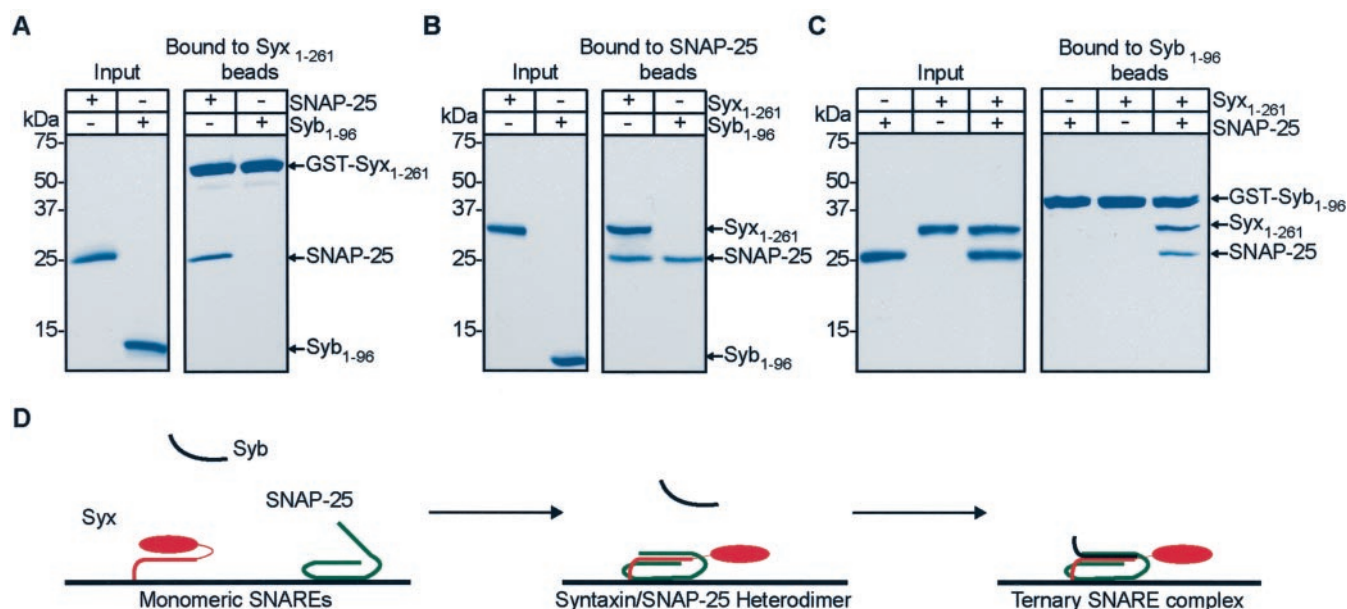 A
Bound to Syx 1-261
Input beads
+ - + - SNAP-25
kDa - + - + Syb1-96
75-
50-
37-
25-
15-
GST-Syx1-261
SNAP-25
Syb1-96
B
Bound to SNAP-25
Input beads
+ - + - Syx1-261
kDa - + - + Syb1-96
75-
50-
37-
25-
15-
Syx1-261
SNAP-25
Syb1-96
C
Bound to Syb 1-96
Input beads
- + + - + + Syx1-261
kDa + - + + - + SNAP-25
75-
50-
37-
25-
15-
GST-Syb1-96
Syx1-261
SNAP-25
D
Syb
SNAP-25
Syx
Monomeric SNAREs
Syntaxin/SNAP-25 Heterodimer
Ternary SNARE complex